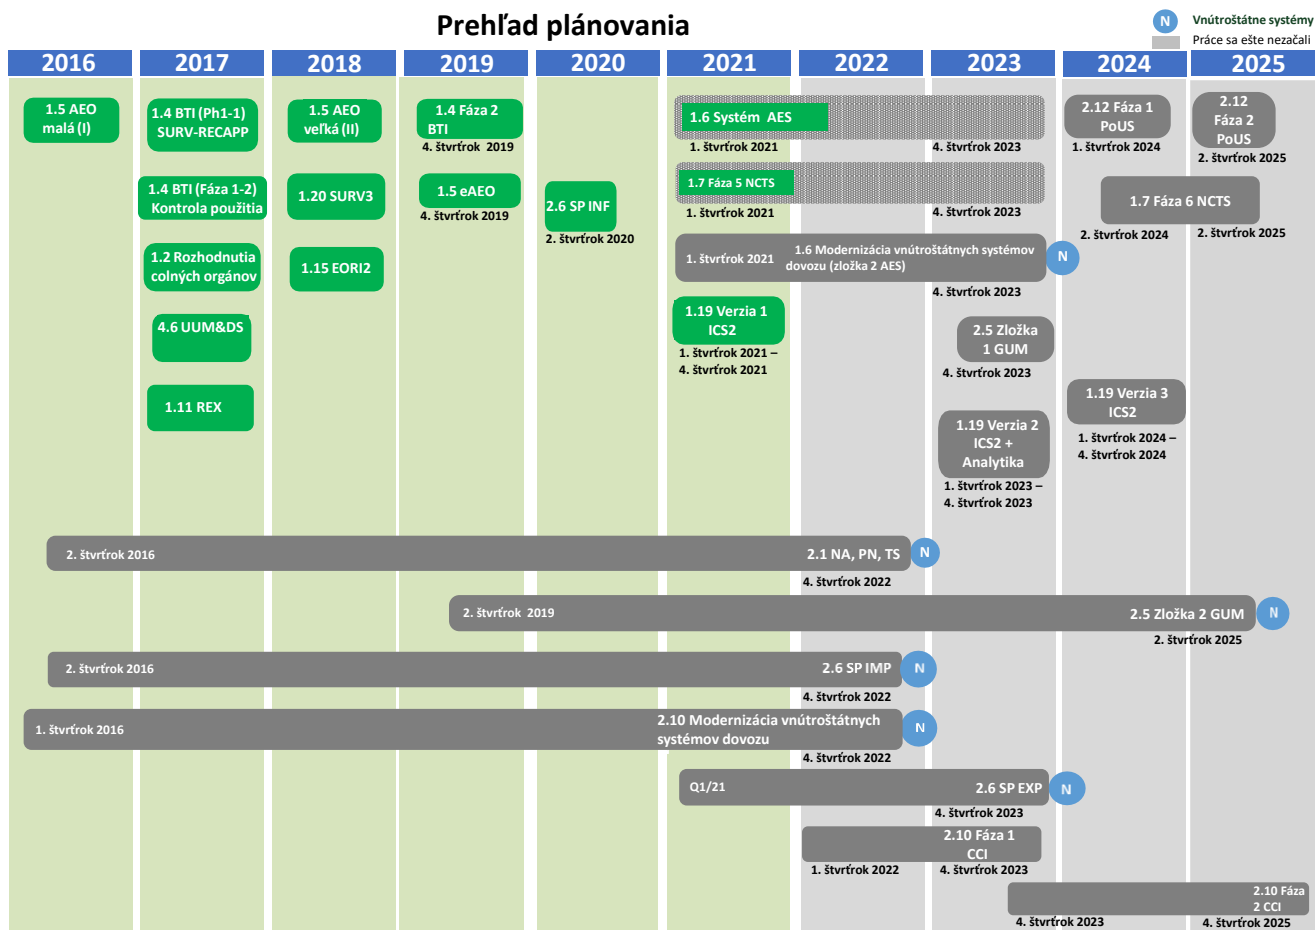 Prehľad plánovania
N Vnútroštátne systémy
Práce sa ešte nezačali
2016 2017 2018 2019 2020 2021 2022 2023 2024 2025
1.5 AEO
malá (I)
1.4 BTI (Ph1-1)
SURV-RECAPP
1.5 AEO
veľká (II)
1.4 Fáza 2
BTI
4. štvrťrok 2019
1.6 Systém AES
1. štvrťrok 2021
4. štvrťrok 2023
2.12 Fáza 1
PoUS
1. štvrťrok 2024
2.12
Fáza 2
PoUS
2. štvrťrok 2025
1.4 BTI (Fáza 1-2)
Kontrola použitia
1.20 SURV3
1.5 eAEO
4. štvrťrok 2019
2.6 SP INF
2. štvrťrok 2020
1.7 Fáza 5 NCTS
1. štvrťrok 2021
4. štvrťrok 2023
1.7 Fáza 6 NCTS
2. štvrťrok 2024
2. štvrťrok 2025
1.2 Rozhodnutia
colných orgánov
1.15 EORI2
1. štvrťrok 2021
1.6 Modernizácia vnútroštátnych systémov
dovozu (zložka 2 AES)
N
4. štvrťrok 2023
4.6 UUM&DS
1.19 Verzia 1
ICS2
1. štvrťrok 2021 –
4. štvrťrok 2021
2.5 Zložka
1 GUM
4. štvrťrok 2023
1.11 REX
1.19 Verzia 3
ICS2
1. štvrťrok 2024 –
4. štvrťrok 2024
1.19 Verzia 2
ICS2 +
Analytika
1. štvrťrok 2023 –
4. štvrťrok 2023
2. štvrťrok 2016
2.1 NA, PN, TS
N
4. štvrťrok 2022
2. štvrťrok 2019
2.5 Zložka 2 GUM
N
2. štvrťrok 2025
2. štvrťrok 2016
2.6 SP IMP
N
4. štvrťrok 2022
1. štvrťrok 2016
2.10 Modernizácia vnútroštátnych
systémov dovozu
N
4. štvrťrok 2022
Q1/21
2.6 SP EXP
N
4. štvrťrok 2023
2.10 Fáza 1
CCI
1. štvrťrok 2022
4. štvrťrok 2023
2.10 Fáza
2 CCI
4. štvrťrok 2023
4. štvrťrok 2025